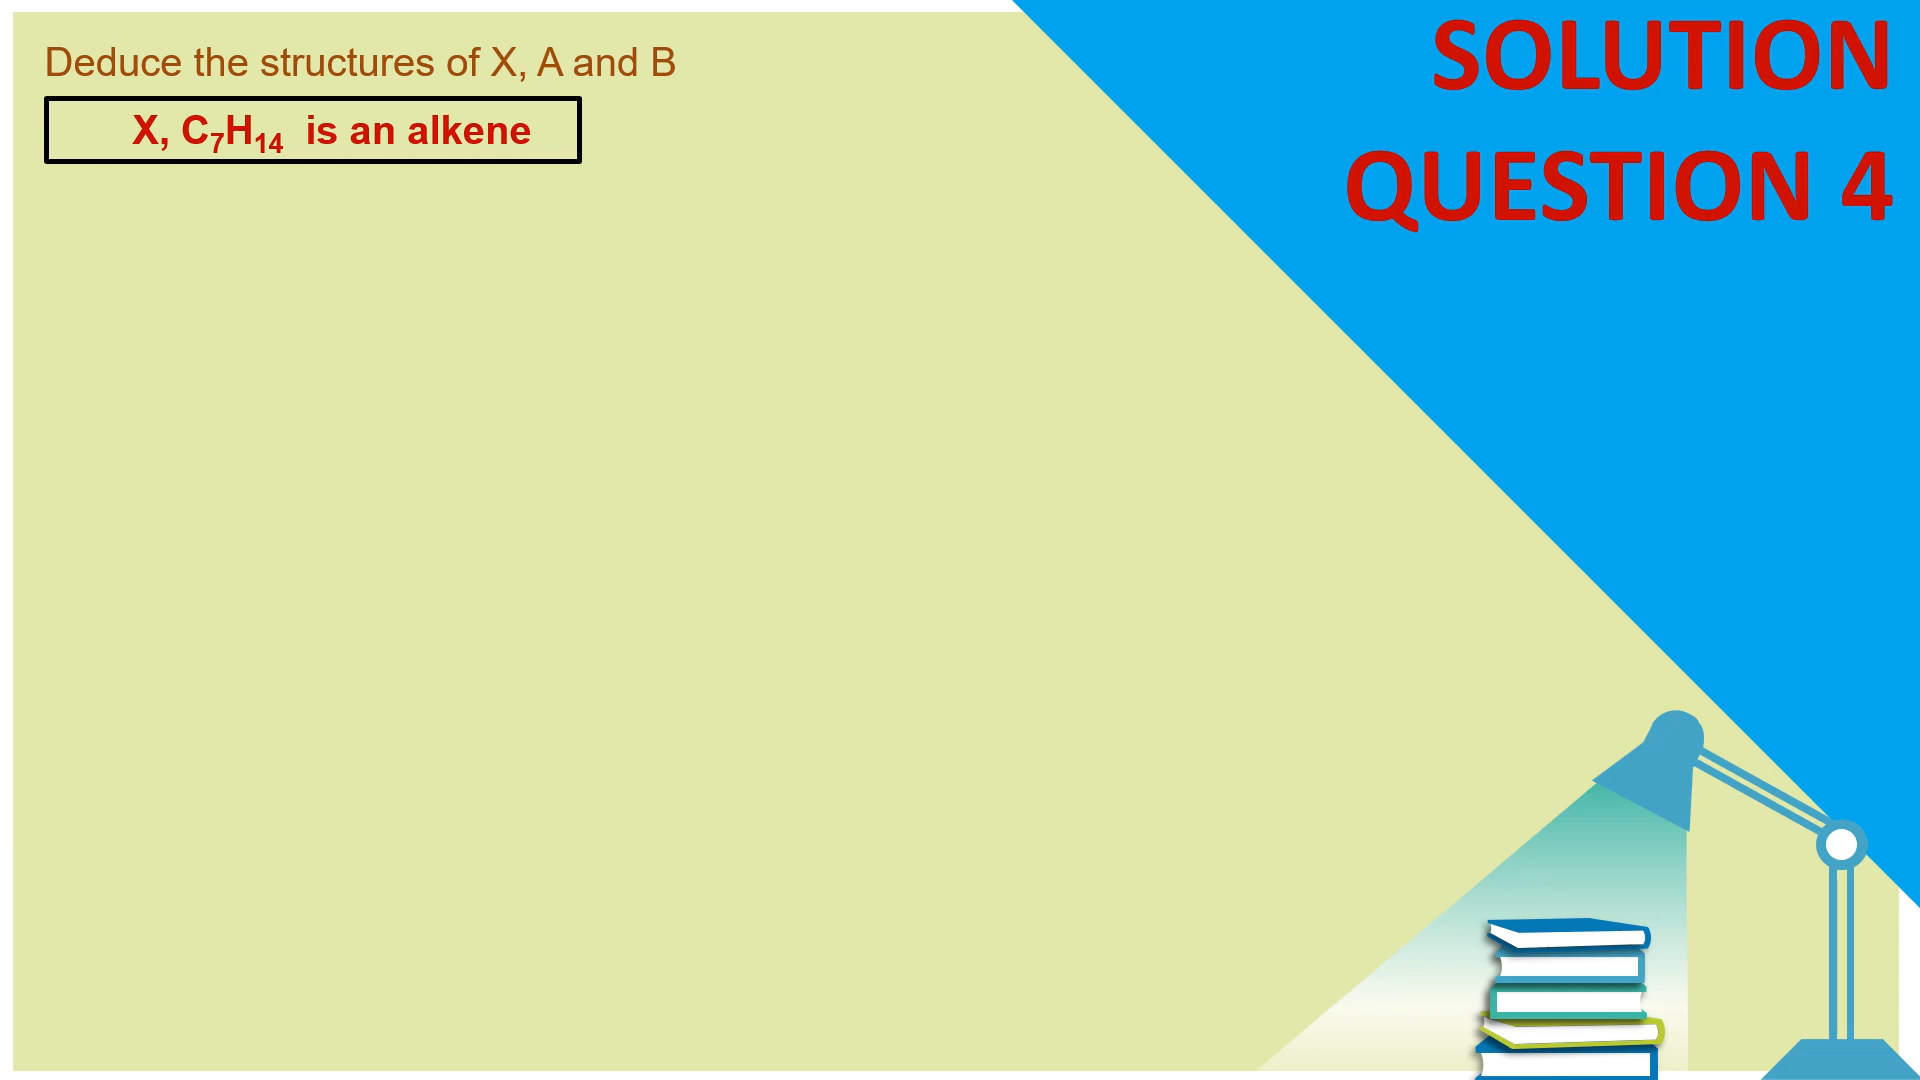 Deduce the structures of X, A and B
X, C₇H₁₄ is an alkene
SOLUTION
QUESTION 4